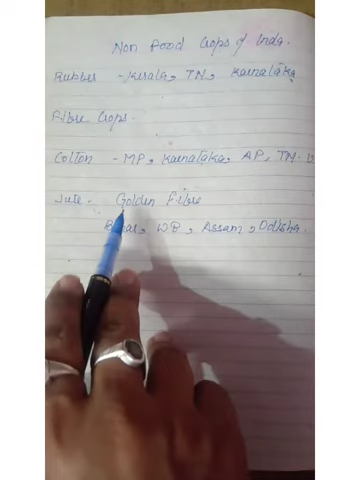 Non Food Crops of India.
Rubber - Kerala, TN, Karnataka
Fibre Crops.
Cotton - MP, Karnataka, AP, TN.
Jute - Golden Fibre
Bihar, WB, Assam, Odisha.